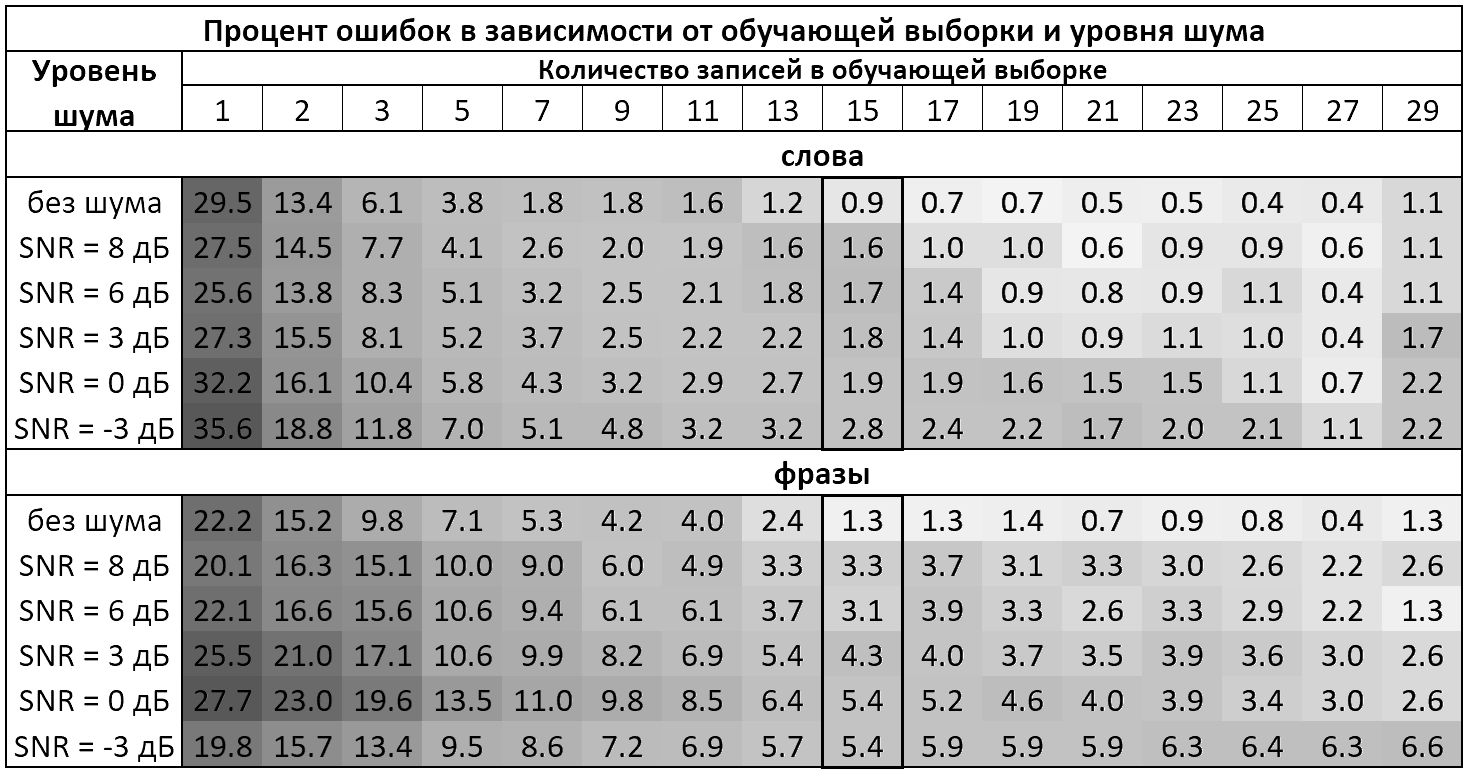 Процент ошибок в зависимости от обучающей выборки и уровня шума
Уровень шума
Количество записей в обучающей выборке
1 2 3 5 7 9 11 13 15 17 19 21 23 25 27 29
слова
без шума 29.5 13.4 6.1 3.8 1.8 1.8 1.6 1.2 0.9 0.7 0.7 0.5 0.5 0.4 0.4 1.1
SNR = 8 дБ 27.5 14.5 7.7 4.1 2.6 2.0 1.9 1.6 1.6 1.0 1.0 0.6 0.9 0.9 0.6 1.1
SNR = 6 дБ 25.6 13.8 8.3 5.1 3.2 2.5 2.1 1.8 1.7 1.4 0.9 0.8 0.9 1.1 0.4 1.1
SNR = 3 дБ 27.3 15.5 8.1 5.2 3.7 2.5 2.2 2.2 1.8 1.4 1.0 0.9 1.1 1.0 0.4 1.7
SNR = 0 дБ 32.2 16.1 10.4 5.8 4.3 3.2 2.9 2.7 1.9 1.9 1.6 1.5 1.5 1.1 0.7 2.2
SNR = -3 дБ 35.6 18.8 11.8 7.0 5.1 4.8 3.2 3.2 2.8 2.4 2.2 1.7 2.0 2.1 1.1 2.2
фразы
без шума 22.2 15.2 9.8 7.1 5.3 4.2 4.0 2.4 1.3 1.3 1.4 0.7 0.9 0.8 0.4 1.3
SNR = 8 дБ 20.1 16.3 15.1 10.0 9.0 6.0 4.9 3.3 3.3 3.7 3.1 3.3 3.0 2.6 2.2 2.6
SNR = 6 дБ 22.1 16.6 15.6 10.6 9.4 6.1 6.1 3.7 3.1 3.9 3.3 2.6 3.3 2.9 2.2 1.3
SNR = 3 дБ 25.5 21.0 17.1 10.6 9.9 8.2 6.9 5.4 4.3 4.0 3.7 3.5 3.9 3.6 3.0 2.6
SNR = 0 дБ 27.7 23.0 19.6 13.5 11.0 9.8 8.5 6.4 5.4 5.2 4.6 4.0 3.9 3.4 3.0 2.6
SNR = -3 дБ 19.8 15.7 13.4 9.5 8.6 7.2 6.9 5.7 5.4 5.9 5.9 5.9 6.3 6.4 6.3 6.6